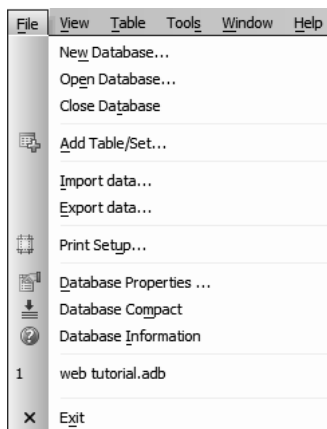 File View Table Tools Window Help
New Database...
Open Database...
Close Database
Add Table/Set...
Import data...
Export data...
Print Setup...
Database Properties ...
Database Compact
Database Information
1 web tutorial.adb
Exit